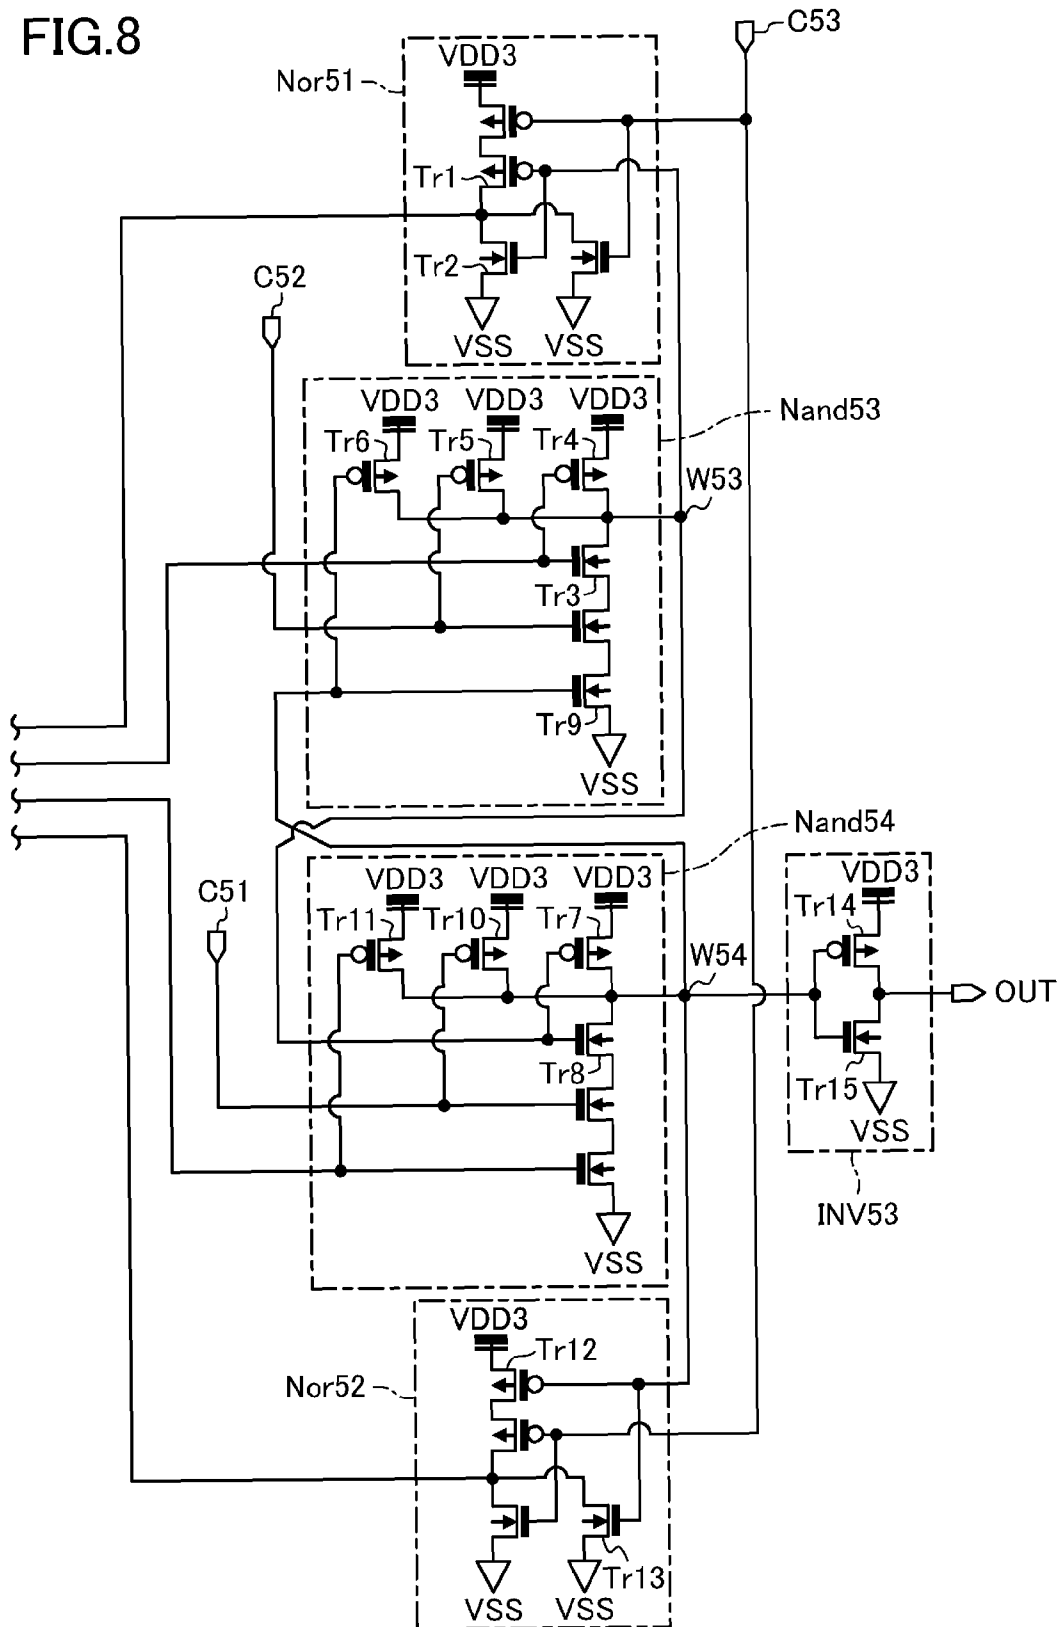 FIG.8
C53
VDD3
Nor51
Tr1
Tr2
C52
VSS
VSS
VDD3
VDD3
VDD3
Nand53
Tr6
Tr5
Tr4
W53
Tr3
Tr9
VSS
Nand54
VDD3
VDD3
VDD3
VDD3
C51
Tr11
Tr10
Tr7
Tr14
W54
OUT
Tr8
Tr15
VSS
INV53
VSS
VDD3
Tr12
Nor52
Tr13
VSS
VSS